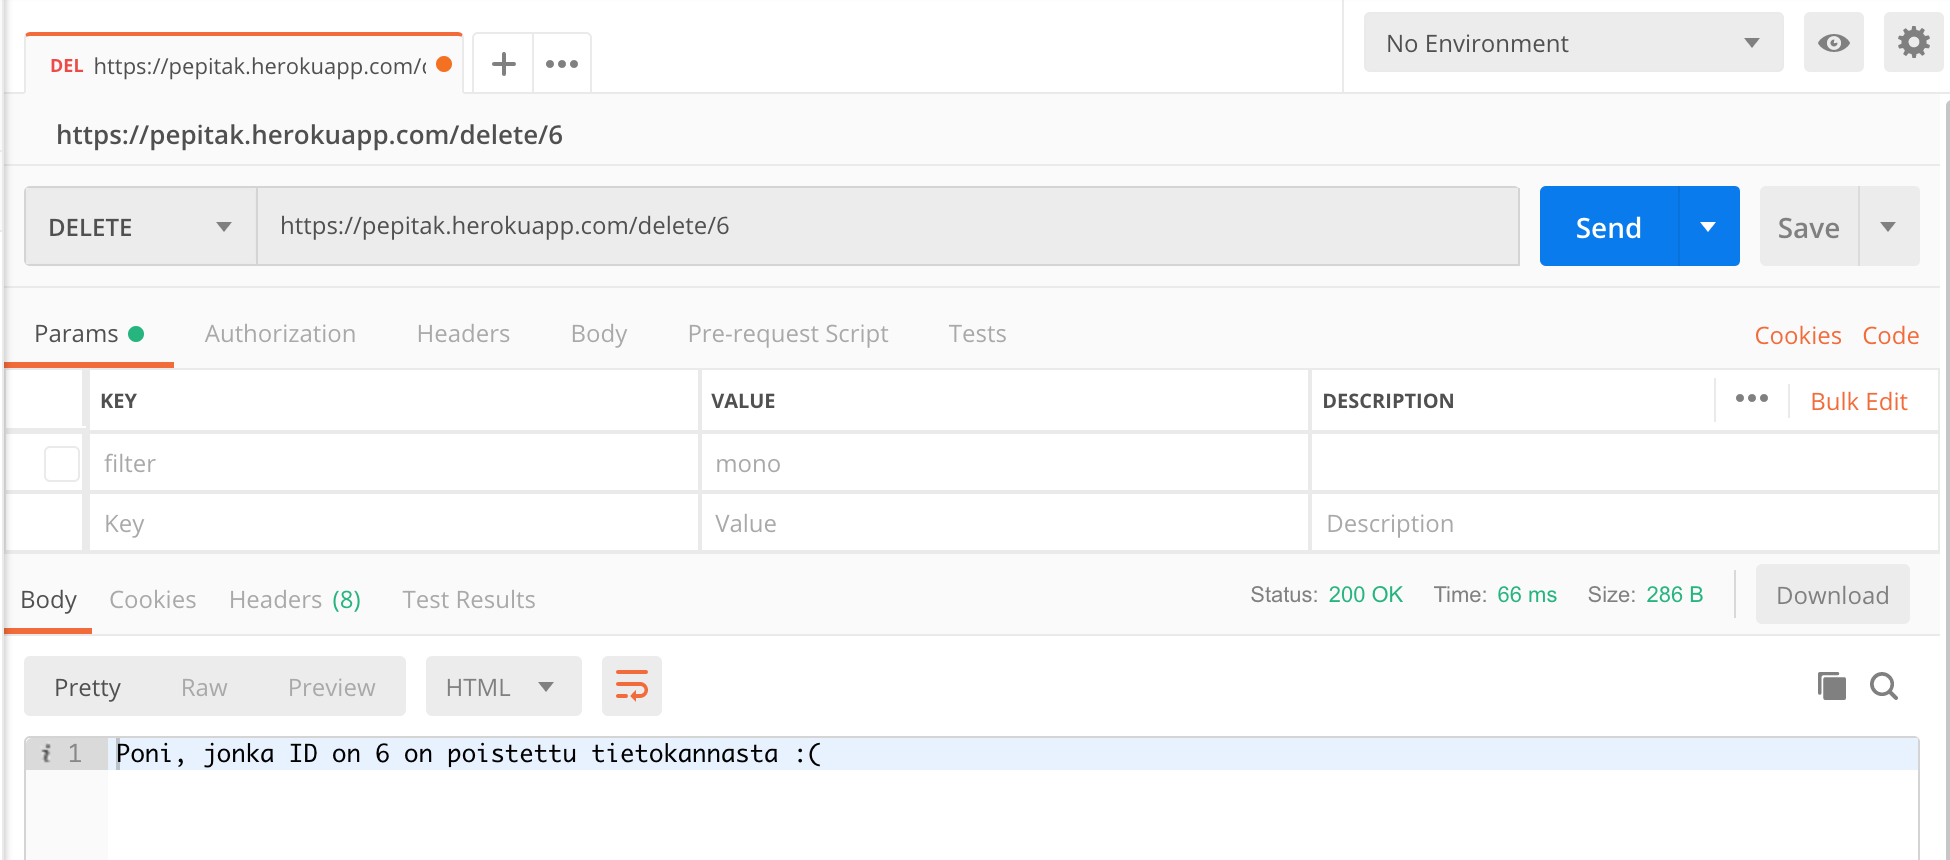 DEL https://pepitak.herokuapp.com/
No Environment
https://pepitak.herokuapp.com/delete/6
DELETE https://pepitak.herokuapp.com/delete/6 Send Save
Params Authorization Headers Body Pre-request Script Tests Cookies Code
KEY VALUE DESCRIPTION ••• Bulk Edit
filter mono
Key Value Description
Body Cookies Headers (8) Test Results Status: 200 OK Time: 66 ms Size: 286 B Download
Pretty Raw Preview HTML
i 1 Poni, jonka ID on 6 on poistettu tietokannasta :(